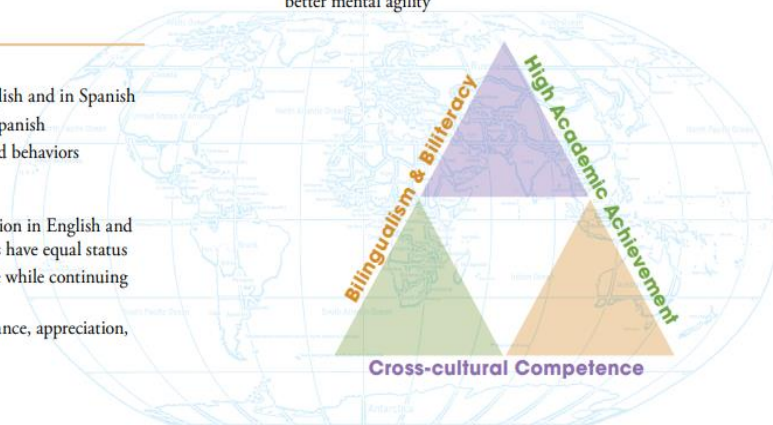 better mental agility
lish and in Spanish
panish
d behaviors
ion in English and
s have equal status
e while continuing
ance, appreciation,
Bilingualism & Biliteracy
High Academic Achievement
Cross-cultural Competence
Antarctica